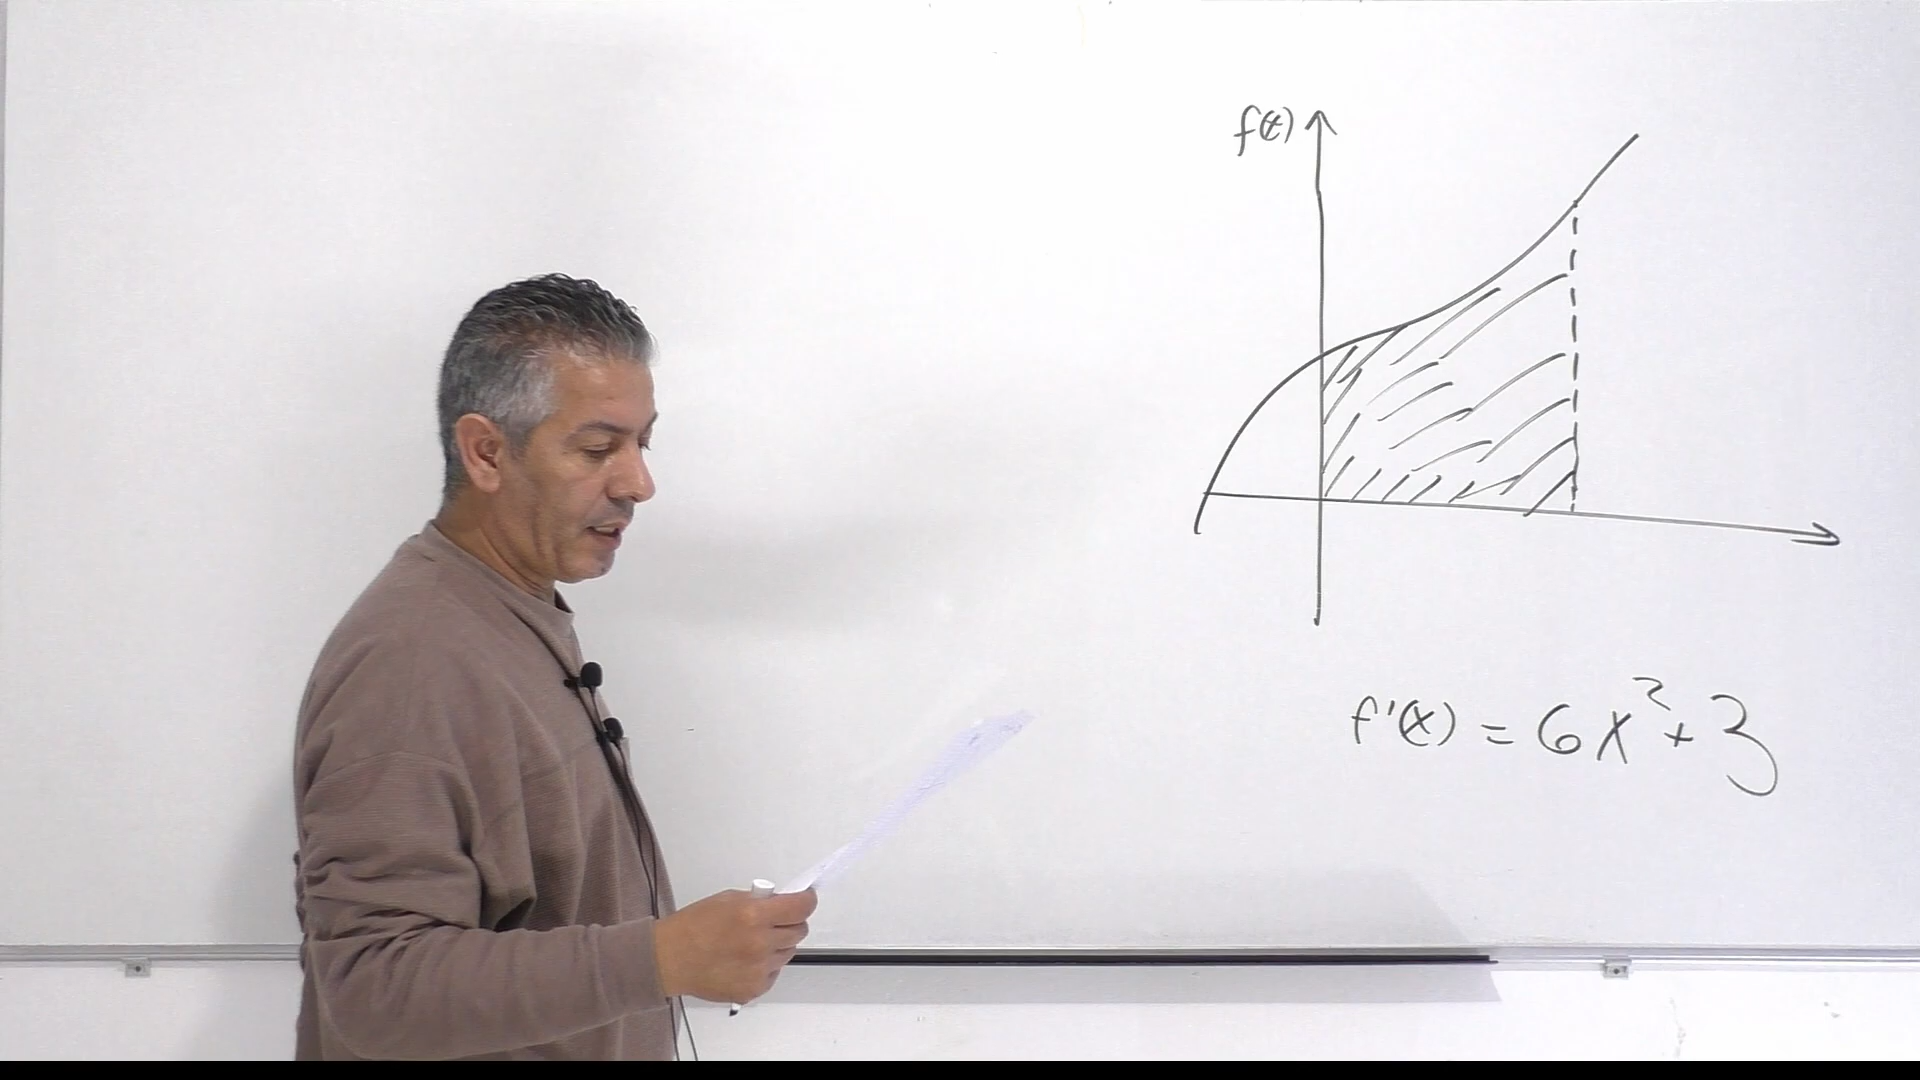 f(x)
f'(x) = 6x² + 3